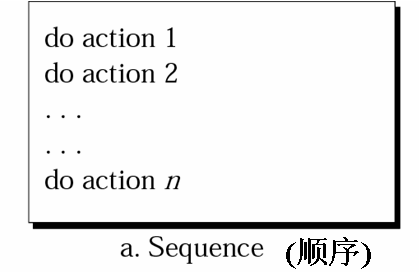 do action 1
do action 2
. . .
. . .
do action n
a. Sequence (顺序)